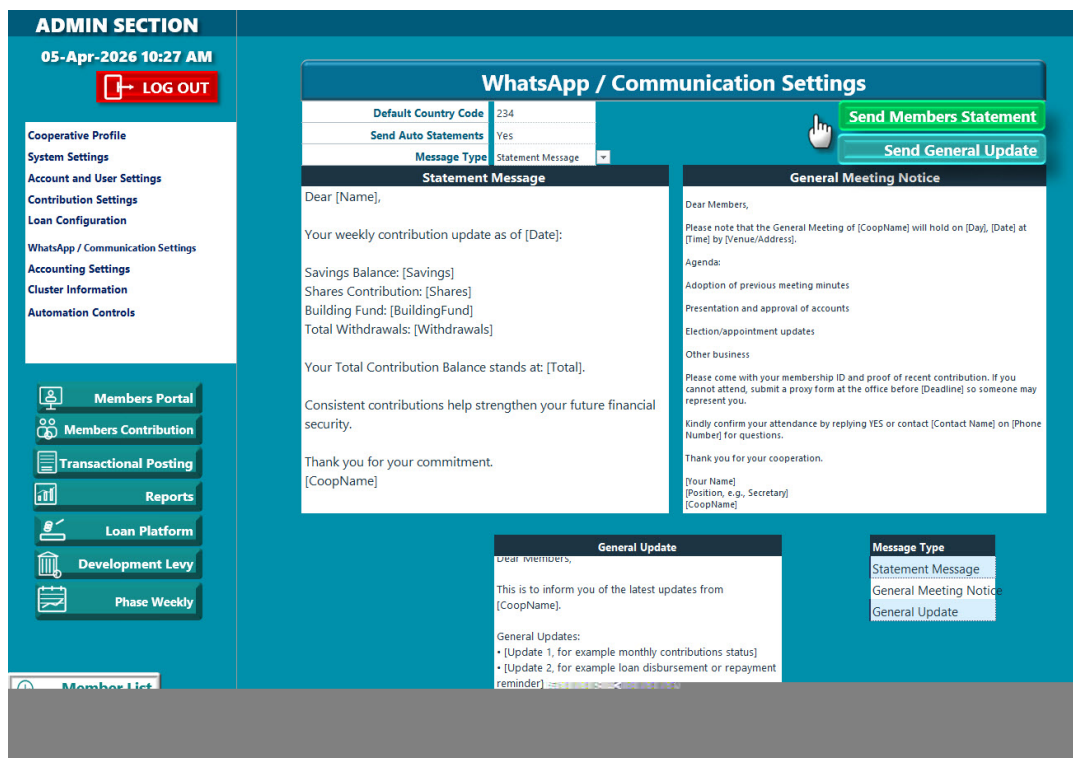 ADMIN SECTION
05-Apr-2026 10:27 AM
LOG OUT
Cooperative Profile
System Settings
Account and User Settings
Contribution Settings
Loan Configuration
WhatsApp / Communication Settings
Accounting Settings
Cluster Information
Automation Controls
Members Portal
Members Contribution
Transactional Posting
Reports
Loan Platform
Development Levy
Phase Weekly
Member List
WhatsApp / Communication Settings
Default Country Code 234
Send Auto Statements Yes
Message Type Statement Message
Send Members Statement
Send General Update
Statement Message
Dear [Name],
Your weekly contribution update as of [Date]:
Savings Balance: [Savings]
Shares Contribution: [Shares]
Building Fund: [BuildingFund]
Total Withdrawals: [Withdrawals]
Your Total Contribution Balance stands at: [Total].
Consistent contributions help strengthen your future financial
security.
Thank you for your commitment.
[CoopName]
General Meeting Notice
Dear Members,
Please note that the General Meeting of [CoopName] will hold on [Day], [Date] at
[Time] by [Venue/Address].
Agenda:
Adoption of previous meeting minutes
Presentation and approval of accounts
Election/appointment updates
Other business
Please come with your membership ID and proof of recent contribution. If you
cannot attend, submit a proxy form at the office before [Deadline] so someone may
represent you.
Kindly confirm your attendance by replying YES or contact [Contact Name] on [Phone
Number] for questions.
Thank you for your cooperation.
[Your Name]
[Position, e.g., Secretary]
[CoopName]
General Update
Dear Members,
This is to inform you of the latest updates from
[CoopName].
General Updates:
• [Update 1, for example monthly contributions status]
• [Update 2, for example loan disbursement or repayment
reminder]
Message Type
Statement Message
General Meeting Notice
General Update